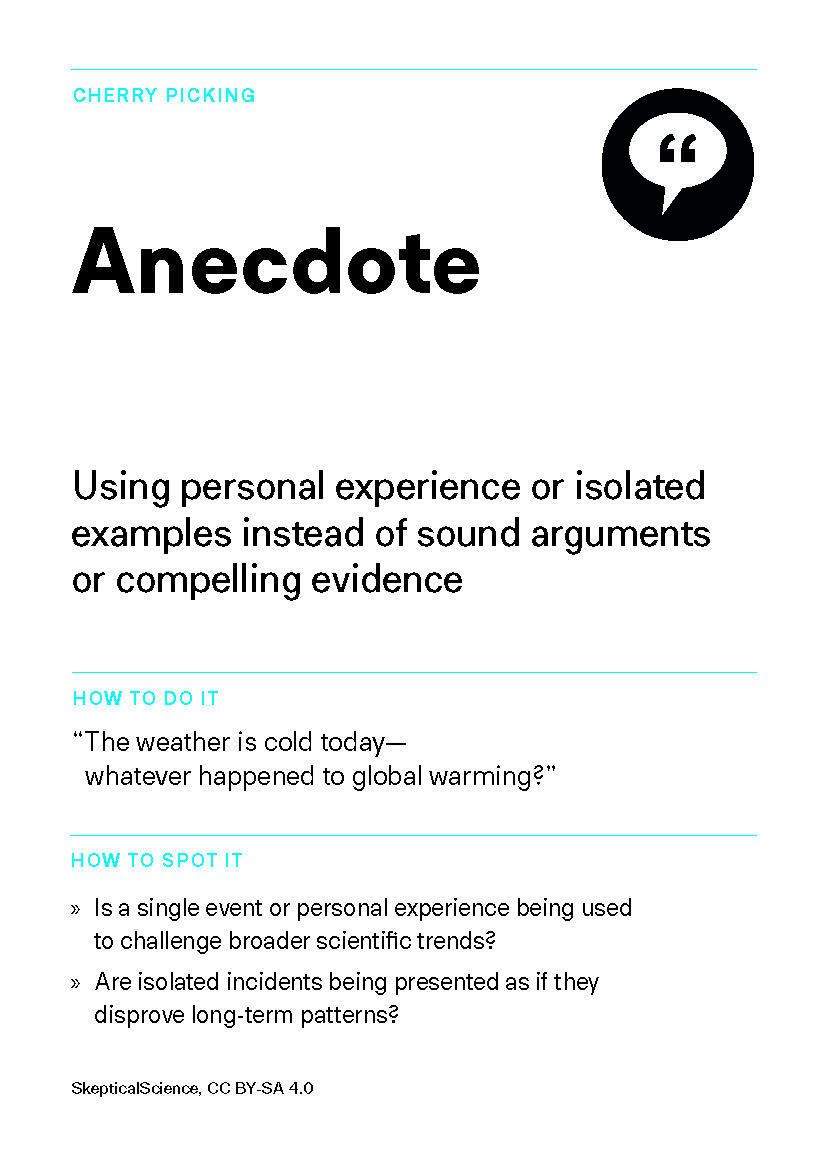 CHERRY PICKING
“
Anecdote
Using personal experience or isolated
examples instead of sound arguments
or compelling evidence
HOW TO DO IT
“The weather is cold today—
whatever happened to global warming?”
HOW TO SPOT IT
» Is a single event or personal experience being used
to challenge broader scientific trends?
» Are isolated incidents being presented as if they
disprove long-term patterns?
SkepticalScience, CC BY-SA 4.0